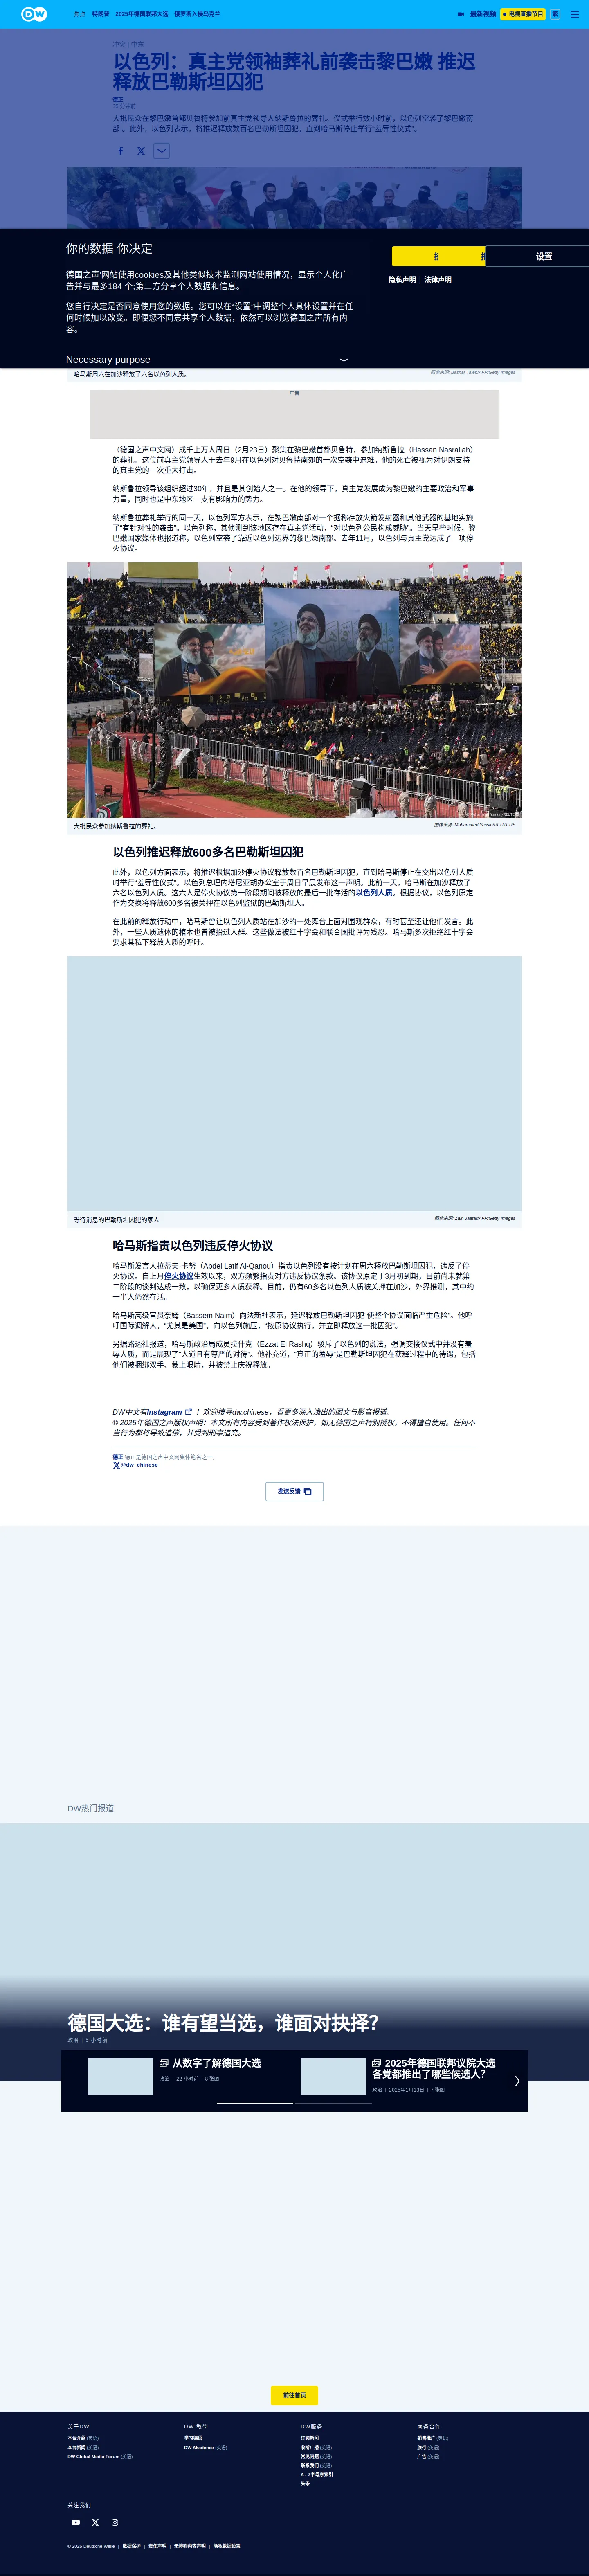 DW
焦点 特朗普 2025年德国联邦大选 俄罗斯入侵乌克兰 最新视频 电视直播节目 繁
冲突 | 中东
以色列：真主党领袖葬礼前袭击黎巴嫩 推迟
释放巴勒斯坦囚犯
德正
大批民众在黎巴嫩首都贝鲁特参加前真主党领导人纳斯鲁拉的葬礼。仪式举行数小时前，以色列空袭了黎巴嫩南
部 。此外，以色列表示，将推迟释放数百名巴勒斯坦囚犯，直到哈马斯停止举行“羞辱性仪式”。
你的数据 你决定
德国之声'网站使用cookies及其他类似技术监测网站使用情况，显示个人化广
告与最多184 个;第三方分享个人数据和信息。
您自行决定是否同意使用您的数据。您可以在“设置”中调整个人具体设置并在任
何时候加以改变。即便您不同意共享个人数据，依然可以浏览德国之声所有内
容。
Necessary purpose
设置
隐私声明 | 法律声明
哈马斯周六在加沙释放了六名以色列人质。
图像来源: Bashar Taleb/AFP/Getty Images
广告
（德国之声中文网）成千上万人周日（2月23日）聚集在黎巴嫩首都贝鲁特，参加纳斯鲁拉（Hassan Nasrallah）
的葬礼。这位前真主党领导人于去年9月在以色列对贝鲁特南郊的一次空袭中遇难。他的死亡被视为对伊朗支持
的真主党的一次重大打击。
纳斯鲁拉领导该组织超过30年，并且是其创始人之一。在他的领导下，真主党发展成为黎巴嫩的主要政治和军事
力量，同时也是中东地区一支有影响力的势力。
纳斯鲁拉葬礼举行的同一天，以色列军方表示，在黎巴嫩南部对一个据称存放火箭发射器和其他武器的基地实施
了“有针对性的袭击”。以色列称，其侦测到该地区存在真主党活动，“对以色列公民构成威胁”。当天早些时候，黎
巴嫩国家媒体也报道称，以色列空袭了靠近以色列边界的黎巴嫩南部。去年11月，以色列与真主党达成了一项停
火协议。
大批民众参加纳斯鲁拉的葬礼。
图像来源: Mohammed Yassin/REUTERS
以色列推迟释放600多名巴勒斯坦囚犯
此外，以色列方面表示，将推迟根据加沙停火协议释放数百名巴勒斯坦囚犯，直到哈马斯停止在交出以色列人质
时举行“羞辱性仪式”。以色列总理内塔尼亚胡办公室于周日早晨发布这一声明。此前一天，哈马斯在加沙释放了
六名以色列人质。这六人是停火协议第一阶段期间被释放的最后一批存活的以色列人质。根据协议，以色列原定
作为交换将释放600多名被关押在以色列监狱的巴勒斯坦人。
在此前的释放行动中，哈马斯曾让以色列人质站在加沙的一处舞台上面对围观群众，有时甚至还让他们发言。此
外，一些人质遗体的棺木也曾被抬过人群。这些做法被红十字会和联合国批评为残忍。哈马斯多次拒绝红十字会
要求其私下释放人质的呼吁。
等待消息的巴勒斯坦囚犯的家人
图像来源: Zain Jaafar/AFP/Getty Images
哈马斯指责以色列违反停火协议
哈马斯发言人拉蒂夫·卡努（Abdel Latif Al-Qanou）指责以色列没有按计划在周六释放巴勒斯坦囚犯，违反了停
火协议。自上月停火协议生效以来，双方频繁指责对方违反协议条款。该协议原定于3月初到期，目前尚未就第
二阶段的谈判达成一致，以确保更多人质获释。目前，仍有60多名以色列人质被关押在加沙，外界推测，其中约
一半人仍然存活。
哈马斯高级官员奈姆（Bassem Naim）向法新社表示，延迟释放巴勒斯坦囚犯“使整个协议面临严重危险”。他呼
吁国际调解人，“尤其是美国”，向以色列施压，“按原协议执行，并立即释放这一批囚犯”。
另据路透社报道，哈马斯政治局成员拉什克（Ezzat El Rashq）驳斥了以色列的说法，强调交接仪式中并没有羞
辱人质，而是展现了“人道且有尊严的对待”。他补充道，“真正的羞辱”是巴勒斯坦囚犯在获释过程中的待遇，包括
他们被捆绑双手、蒙上眼睛，并被禁止庆祝释放。
DW中文有Instagram ！欢迎搜寻dw.chinese，看更多深入浅出的图文与影音报道。
© 2025年德国之声版权声明：本文所有内容受到著作权法保护，如无德国之声特别授权，不得擅自使用。任何不
当行为都将导致追偿，并受到刑事追究。
德正 德正是德国之声中文网集体笔名之一。
@dw_chinese
发送反馈
DW热门报道
德国大选：谁有望当选，谁面对抉择？
政治 | 5 小时前
从数字了解德国大选
政治 | 22 小时前 | 8 张图
2025年德国联邦议院大选
各党都推出了哪些候选人？
政治 | 2025年1月13日 | 7 张图
前往首页
关于DW
本台介绍 (英语)
本台新闻 (英语)
DW Global Media Forum (英语)
DW 教學
学习德语
DW Akademie (英语)
DW服务
订阅新闻
收听广播 (英语)
常见问题 (英语)
联系我们 (英语)
A - Z字母序索引
头条
商务合作
销售推广 (英语)
旅行 (英语)
广告 (英语)
关注我们
© 2025 Deutsche Welle | 数据保护 | 责任声明 | 无障碍内容声明 | 隐私数据设置